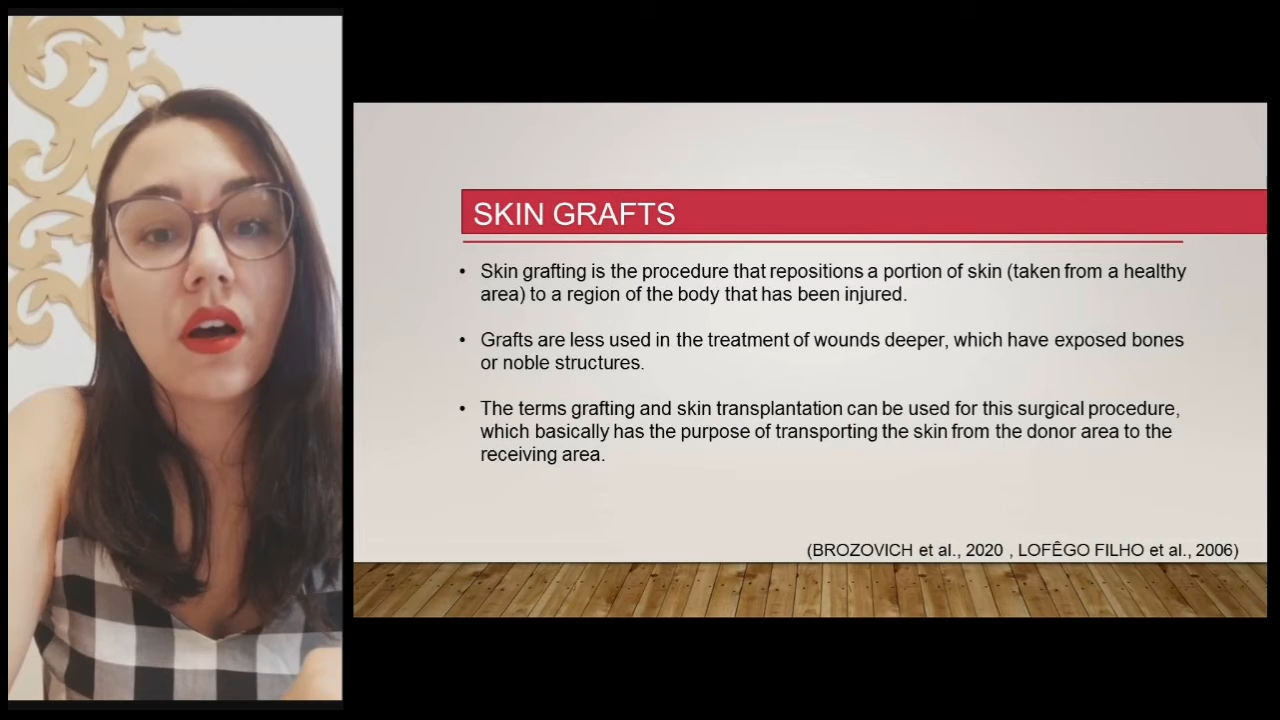 SKIN GRAFTS
• Skin grafting is the procedure that repositions a portion of skin (taken from a healthy
area) to a region of the body that has been injured.
• Grafts are less used in the treatment of wounds deeper, which have exposed bones
or noble structures.
• The terms grafting and skin transplantation can be used for this surgical procedure,
which basically has the purpose of transporting the skin from the donor area to the
receiving area.
(BROZOVICH et al., 2020 , LOFÊGO FILHO et al., 2006)